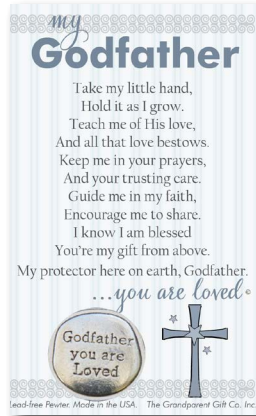 my
Godfather
Take my little hand,
Hold it as I grow.
Teach me of His love,
And all that love bestows.
Keep me in your prayers,
And your trusting care.
Guide me in my faith,
Encourage me to share.
I know I am blessed
You're my gift from above.
My protector here on earth, Godfather.
...you are loved©
Godfather
you are
Loved
Lead-free Pewter. Made in the USA. The Grandparent Gift Co. Inc